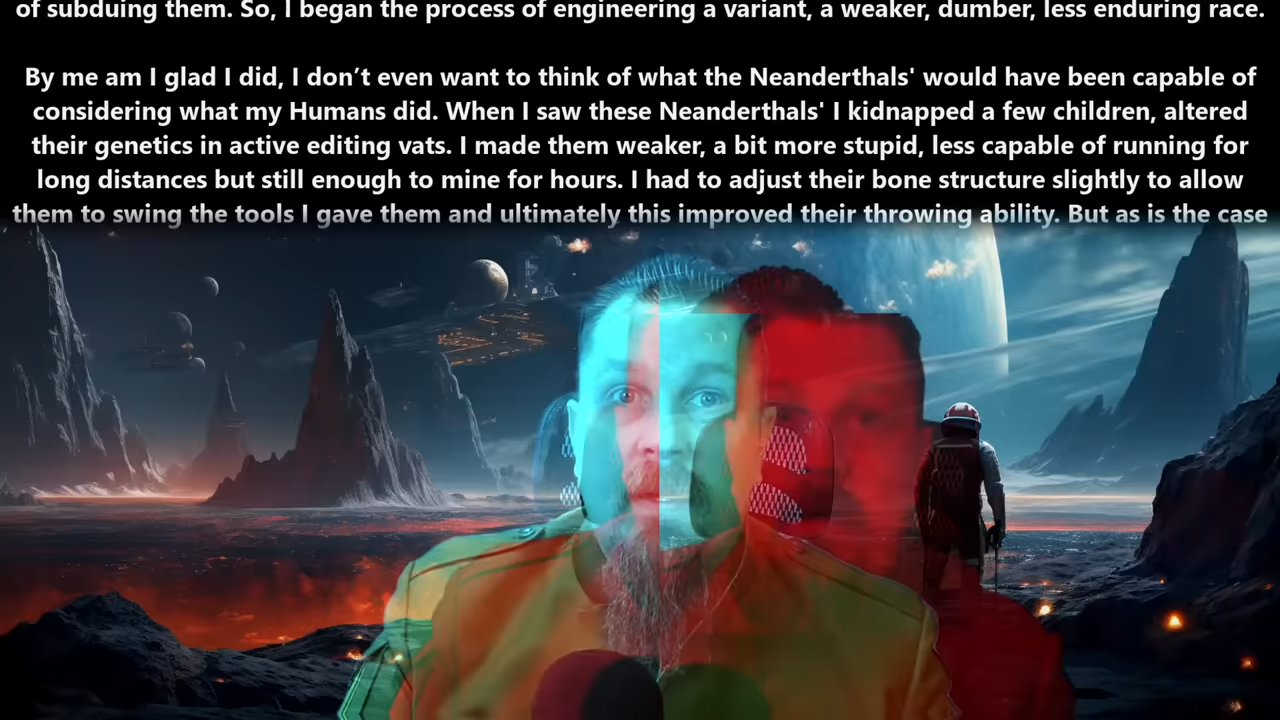 of subduing them. So, I began the process of engineering a variant, a weaker, dumber, less enduring race.
By me am I glad I did, I don’t even want to think of what the Neanderthals' would have been capable of
considering what my Humans did. When I saw these Neanderthals' I kidnapped a few children, altered
their genetics in active editing vats. I made them weaker, a bit more stupid, less capable of running for
long distances but still enough to mine for hours. I had to adjust their bone structure slightly to allow
them to swing the tools I gave them and ultimately this improved their throwing ability. But as is the case